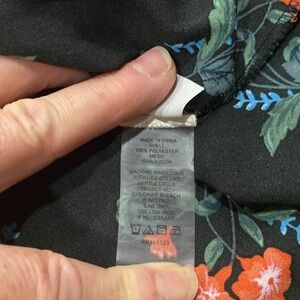 MADE IN CHINA
SHELL
100% POLYESTER
MESH
100% NYLON
MACHINE WASH COLD
WITH LIKE COLORS
GENTLE CYCLE
USE ONLY NON-
CHLORINE BLEACH
IF NEEDED
LINE DRY
USE LOW IRON
IF NECESSARY